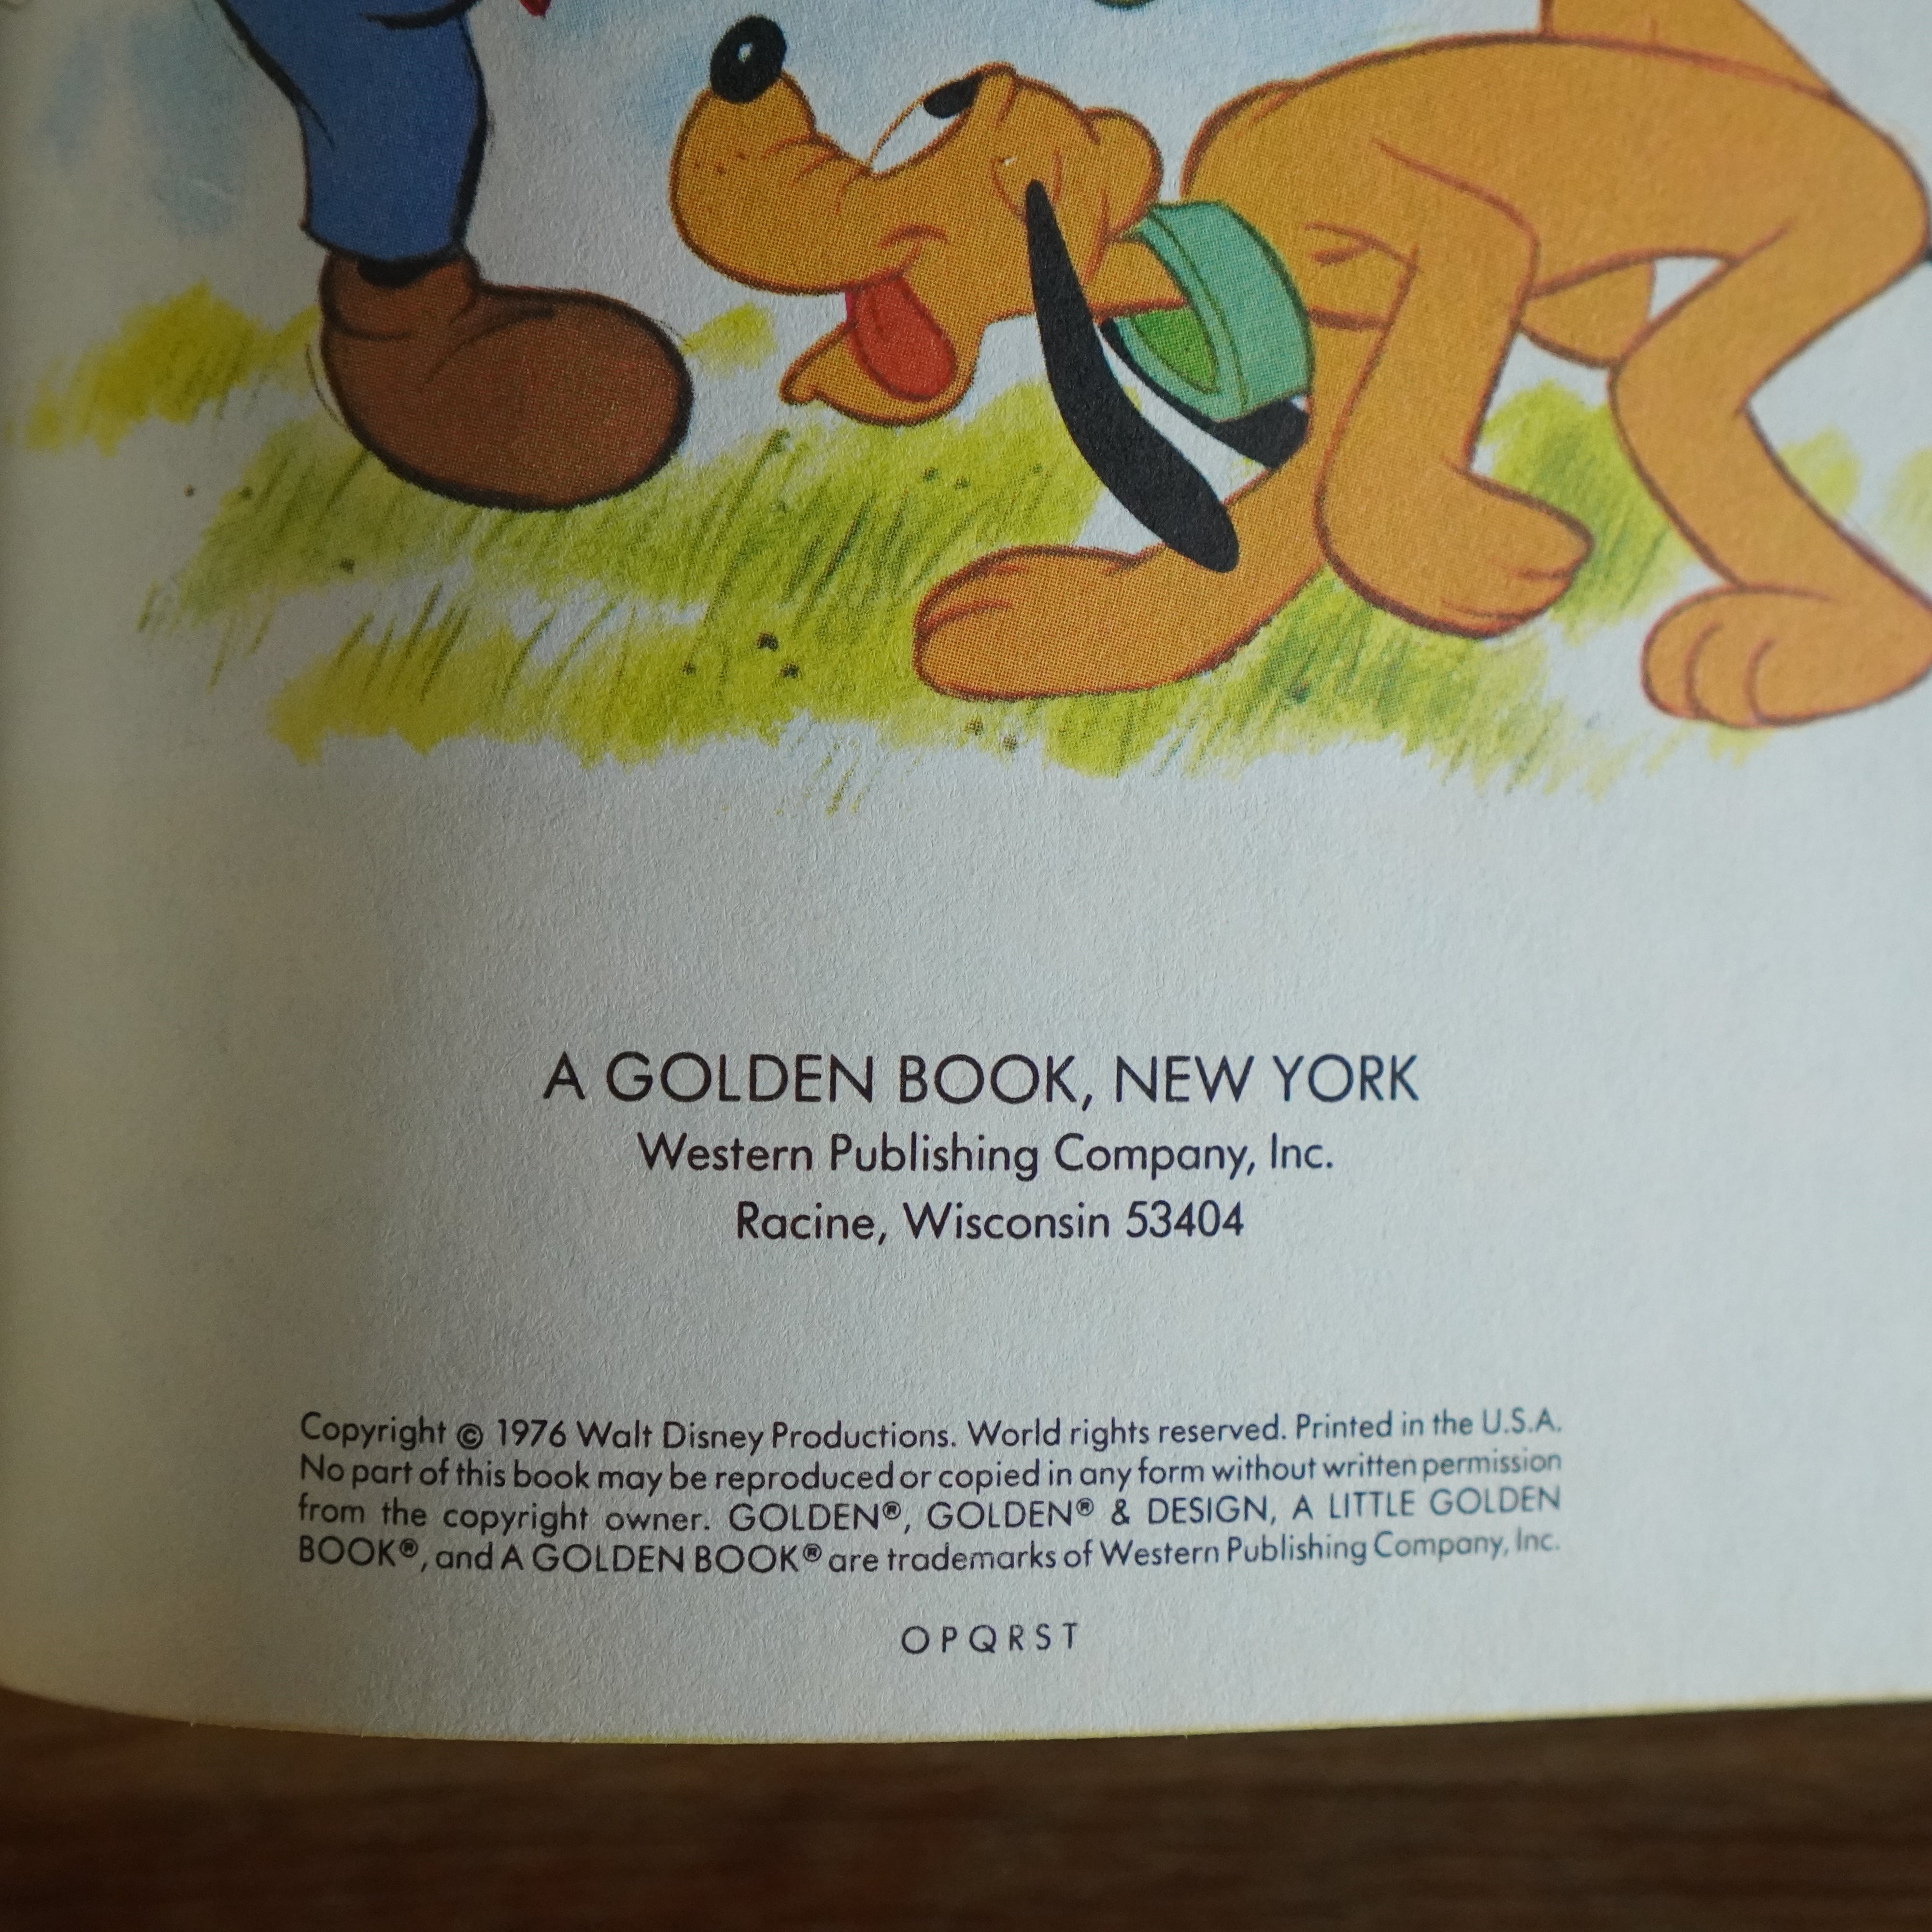 A GOLDEN BOOK, NEW YORK
Western Publishing Company, Inc.
Racine, Wisconsin 53404
Copyright © 1976 Walt Disney Productions. World rights reserved. Printed in the U.S.A.
No part of this book may be reproduced or copied in any form without written permission
from the copyright owner. GOLDEN®, GOLDEN® & DESIGN, A LITTLE GOLDEN
BOOK®, and A GOLDEN BOOK® are trademarks of Western Publishing Company, Inc.
O P Q R S T